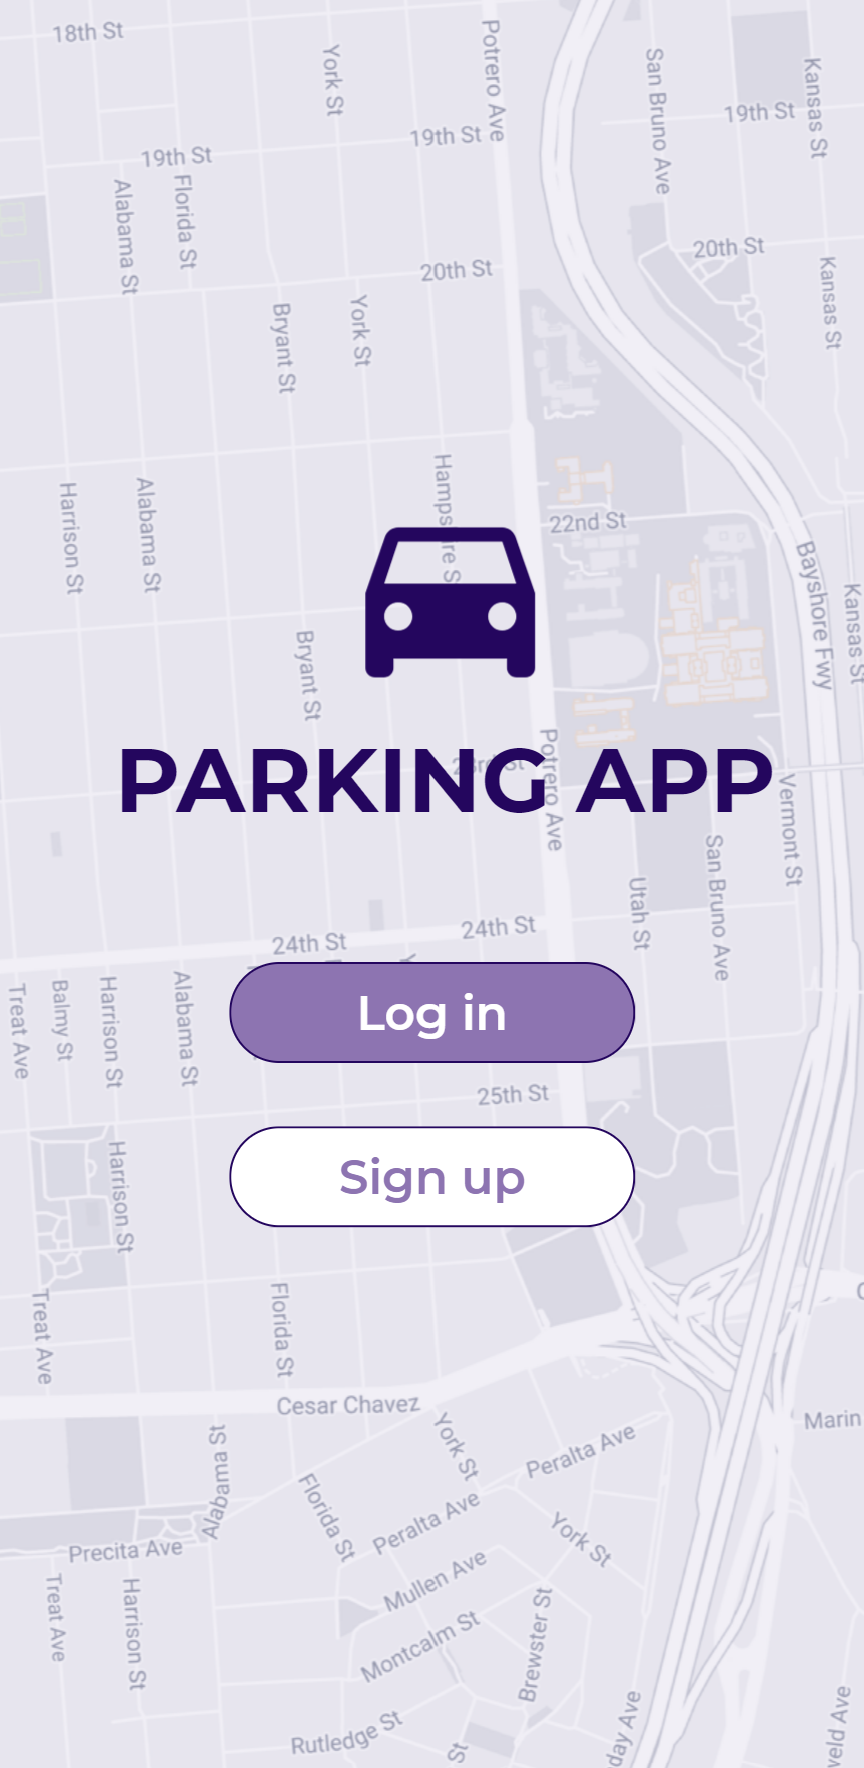 18th St
York St
Potrero Ave
San Bruno Ave
Kansas St
19th St
19th St
19th St
Alabama St
Florida St
20th St
20th St
Kansas St
Bryant St
York St
Harrison St
Alabama St
22nd St
Bayshore Fwy
Kansas St
Bryant St
PARKING APP
Potrero Ave
Vermont St
San Bruno Ave
Utah St
24th St
24th St
Treat Ave
Balmy St
Harrison St
Alabama St
Log in
25th St
Sign up
Harrison St
Treat Ave
Florida St
Cesar Chavez
Marin
Alabama St
York St
Peralta Ave
Florida St
Peralta Ave
York St
Precita Ave
Mullen Ave
Treat Ave
Harrison St
Montcalm St
Brewster St
Rutledge St
St
day Ave
veld Ave